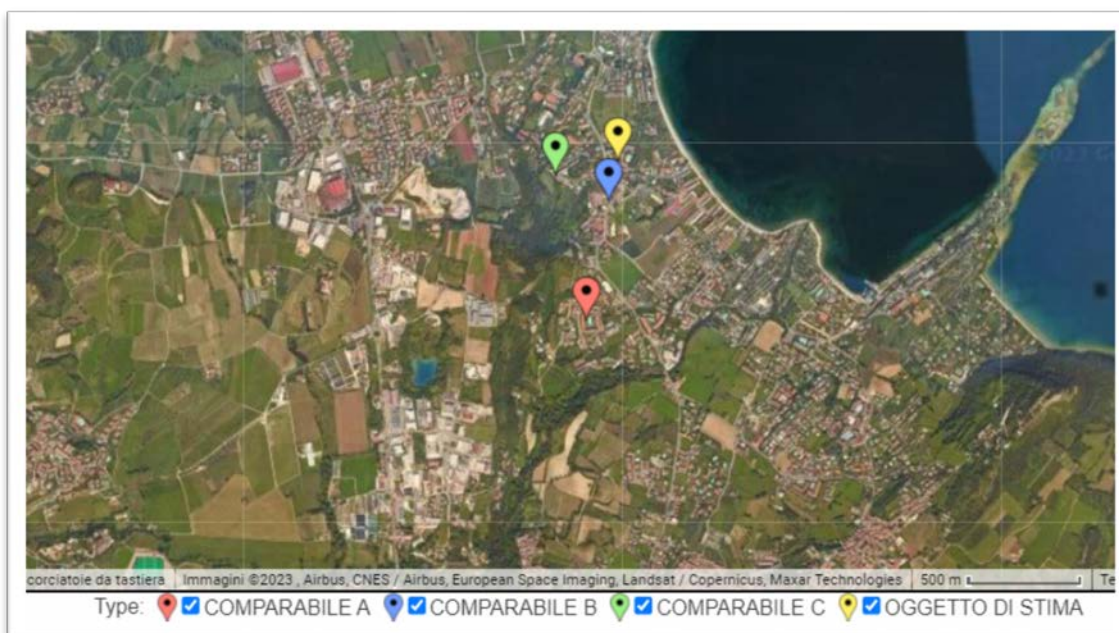 corciatoie da tastiera Immagini ©2023 , Airbus, CNES / Airbus, European Space Imaging, Landsat / Copernicus, Maxar Technologies 500 m Te
Type: COMPARABILE A COMPARABILE B COMPARABILE C OGGETTO DI STIMA